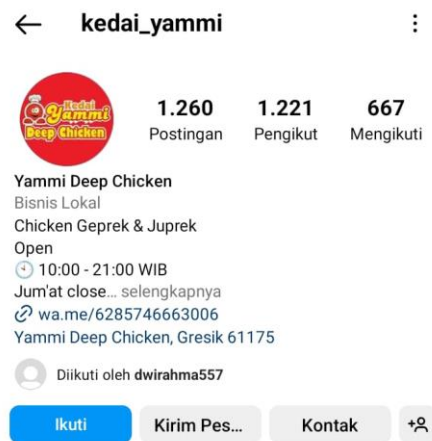 kedai_yammi
Kedai
Yammi
Deep Chicken
1.260
1.221
667
Postingan
Pengikut
Mengikuti
Yammi Deep Chicken
Bisnis Lokal
Chicken Geprek & Juprek
Open
10:00 - 21:00 WIB
Jum'at close... selengkapnya
wa.me/6285746663006
Yammi Deep Chicken, Gresik 61175
Diikuti oleh dwirahma557
Ikuti
Kirim Pes...
Kontak